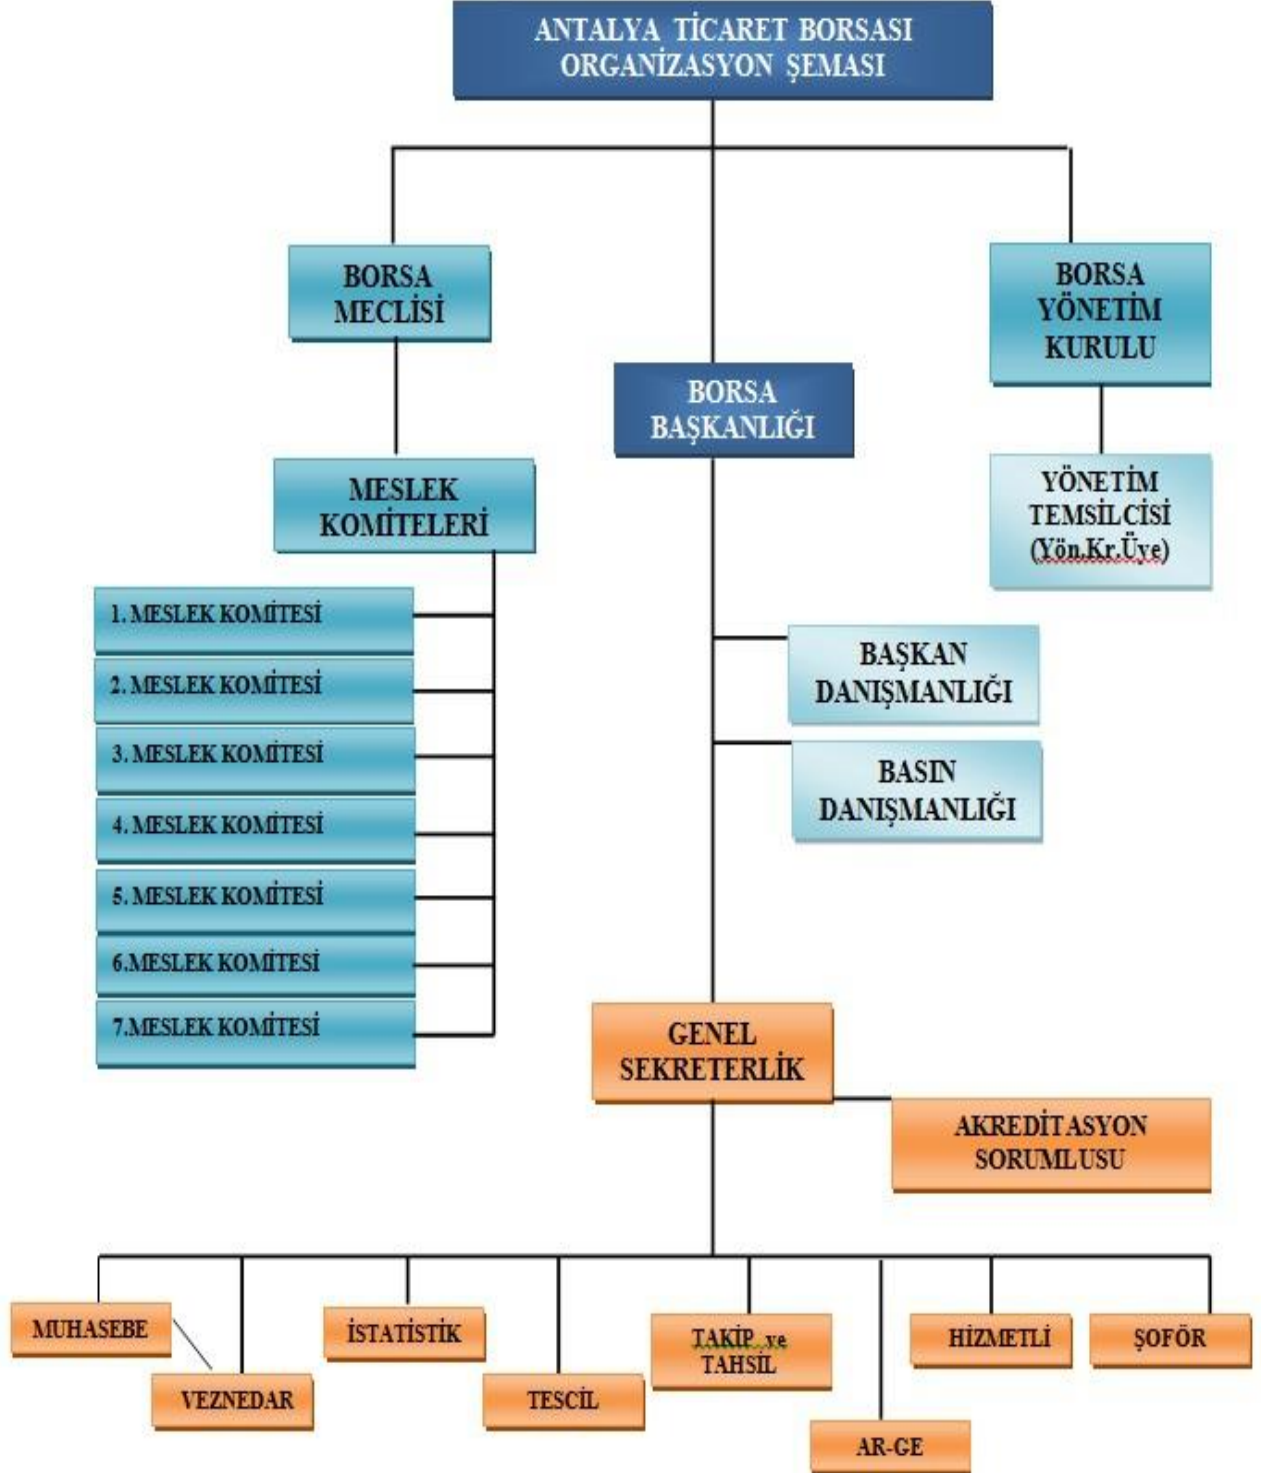 ANTALYA TİCARET BORSASI
ORGANİZASYON ŞEMASI
BORSA
MECLİSİ
BORSA
YÖNETİM
KURULU
BORSA
BAŞKANLIĞI
MESLEK
KOMİTELERİ
YÖNETİM
TEMSİLCİSİ
(Yön.Kr.Üye)
1. MESLEK KOMİTESİ
2. MESLEK KOMİTESİ
3. MESLEK KOMİTESİ
4. MESLEK KOMİTESİ
5. MESLEK KOMİTESİ
6.MESLEK KOMİTESİ
7.MESLEK KOMİTESİ
BAŞKAN
DANIŞMANLIĞI
BASIN
DANIŞMANLIĞI
GENEL
SEKRETERLİK
AKREDİTASYON
SORUMLUSU
MUHASEBE
VEZNEDAR
İSTATİSTİK
TESCİL
TAKİP ve
TAHSİL
AR-GE
HİZMETLİ
ŞOFÖR